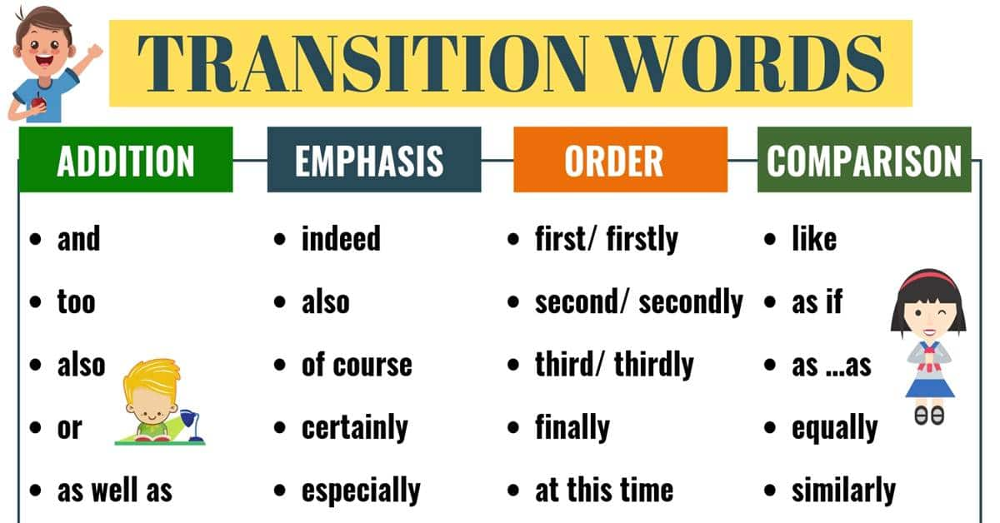 TRANSITION WORDS
ADDITION
• and
• too
• also
• or
• as well as
EMPHASIS
• indeed
• also
• of course
• certainly
• especially
ORDER
• first/ firstly
• second/ secondly
• third/ thirdly
• finally
• at this time
COMPARISON
• like
• as if
• as ...as
• equally
• similarly